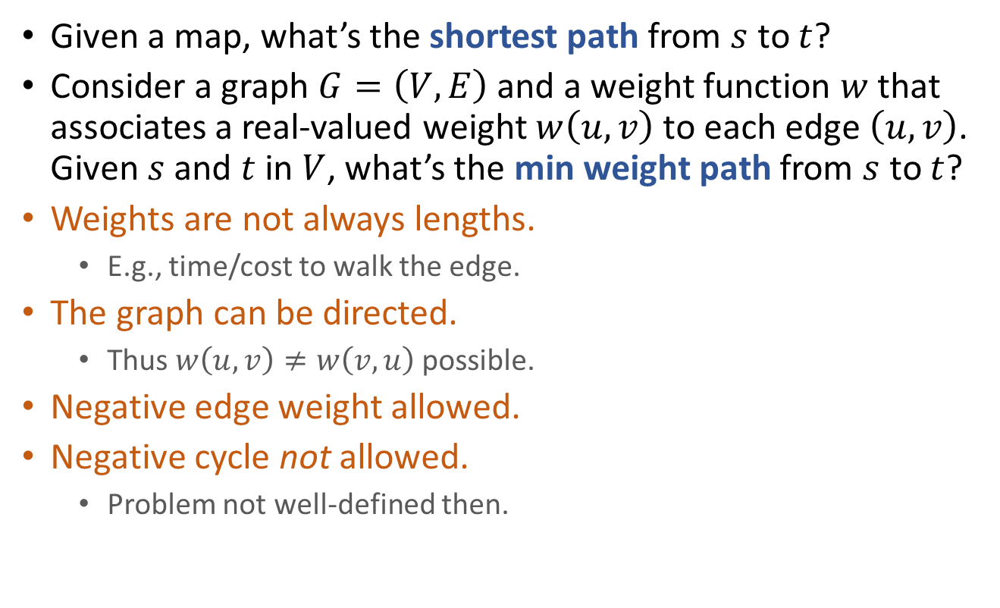 • Given a map, what’s the shortest path from s to t?
• Consider a graph G = (V, E) and a weight function w that
associates a real-valued weight w(u, v) to each edge (u, v).
Given s and t in V, what’s the min weight path from s to t?
• Weights are not always lengths.
• E.g., time/cost to walk the edge.
• The graph can be directed.
• Thus w(u, v) ≠ w(v, u) possible.
• Negative edge weight allowed.
• Negative cycle not allowed.
• Problem not well-defined then.